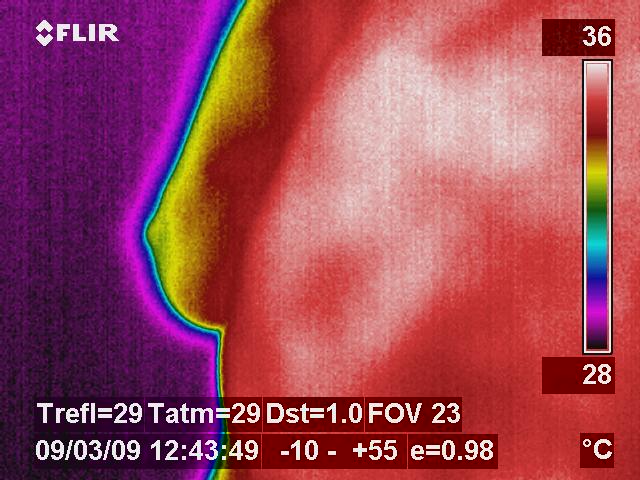 FLIR
36
28
Trefl=29 Tatm=29 Dst=1.0 FOV 23
09/03/09 12:43:49 -10 - +55 e=0.98 °C